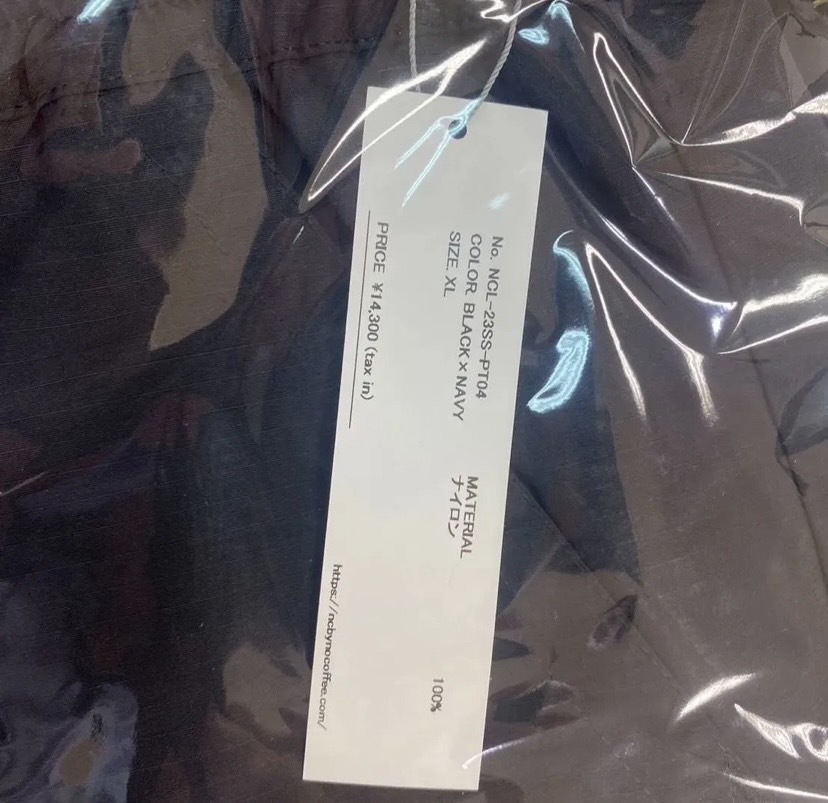 No. NCL-23SS-PT04
COLOR. BLACK×NAVY
SIZE. XL
MATERIAL
ナイロン 100%
PRICE ¥14,300 (tax in)
https://ncbynocoffee.com/